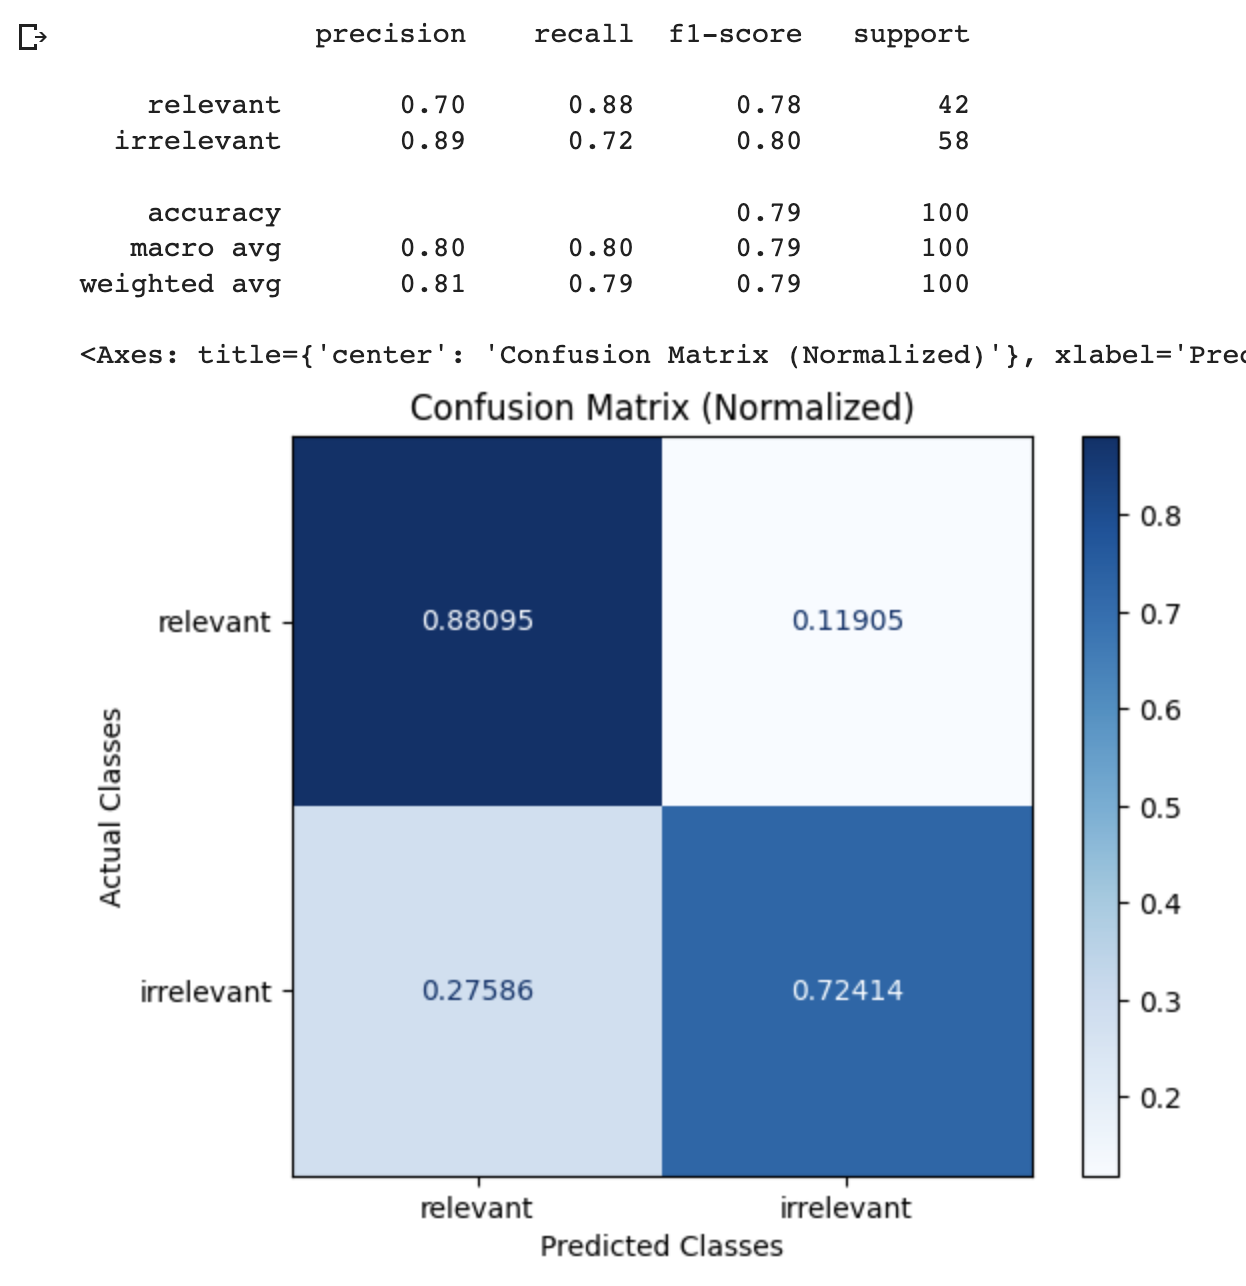 precision recall f1-score support
relevant 0.70 0.88 0.78 42
irrelevant 0.89 0.72 0.80 58
accuracy 0.79 100
macro avg 0.80 0.80 0.79 100
weighted avg 0.81 0.79 0.79 100
<Axes: title={'center': 'Confusion Matrix (Normalized)'}, xlabel='Prec
Confusion Matrix (Normalized)
relevant 0.88095 0.11905
irrelevant 0.27586 0.72414
Actual Classes
relevant irrelevant
Predicted Classes
0.8
0.7
0.6
0.5
0.4
0.3
0.2